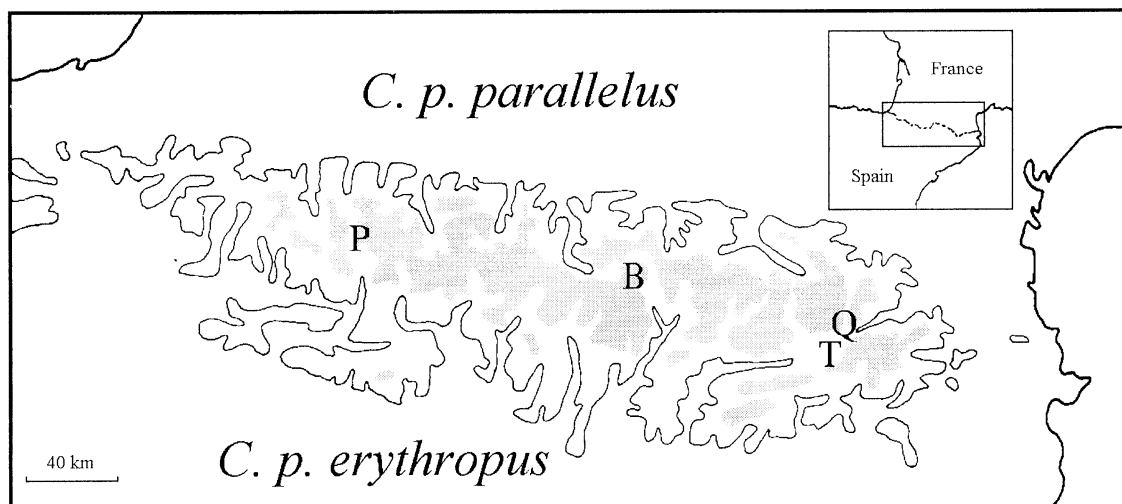 C. p. parallelus
France
Spain
P
B
Q
T
40 km
C. p. erythropus